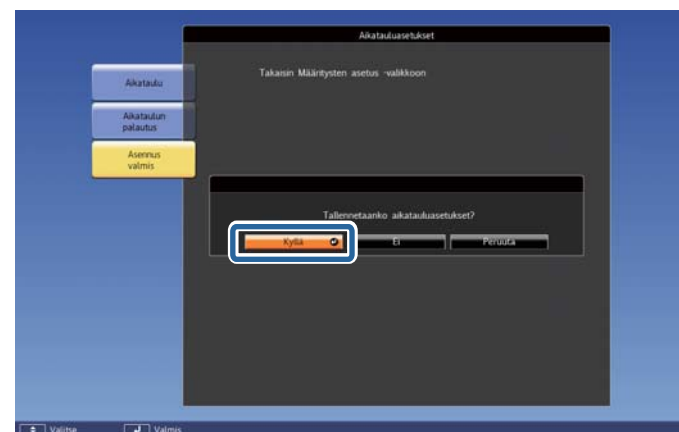 Aikatauluasetukset
Takaisin Määritysten asetus -valikkoon
Aikataulu
Aikataulun
palautus
Asennus
valmis
Tallennetaanko aikatauluasetukset?
Kyllä Ei Peruuta
Valitse Valmis